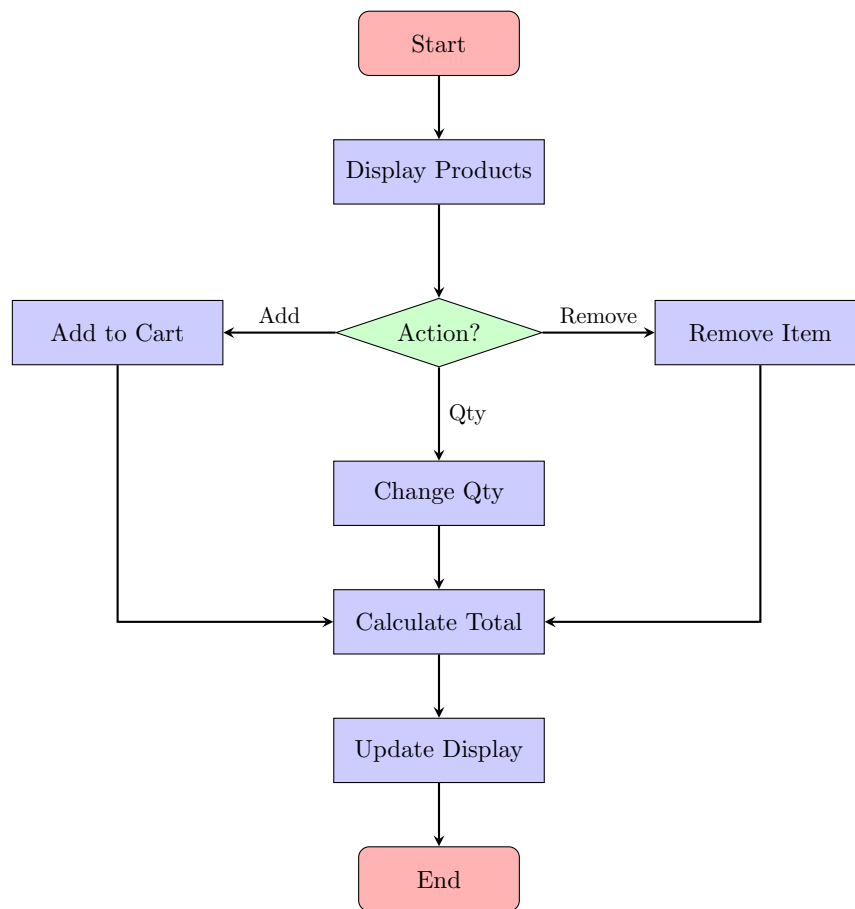 Start
Display Products
Add to Cart
Add
Action?
Remove
Remove Item
Qty
Change Qty
Calculate Total
Update Display
End